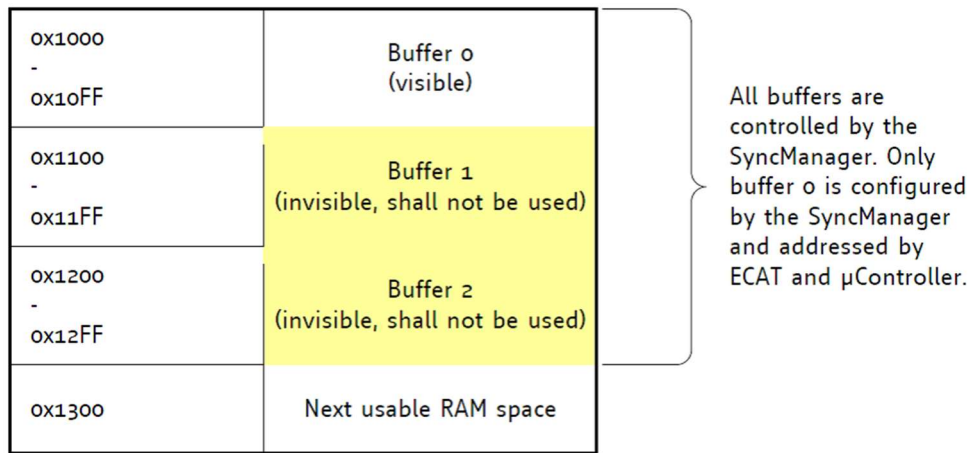 0x1000
-
0x10FF
Buffer 0
(visible)
0x1100
-
0x11FF
Buffer 1
(invisible, shall not be used)
0x1200
-
0x12FF
Buffer 2
(invisible, shall not be used)
0x1300
Next usable RAM space
All buffers are
controlled by the
SyncManager. Only
buffer 0 is configured
by the SyncManager
and addressed by
ECAT and µController.